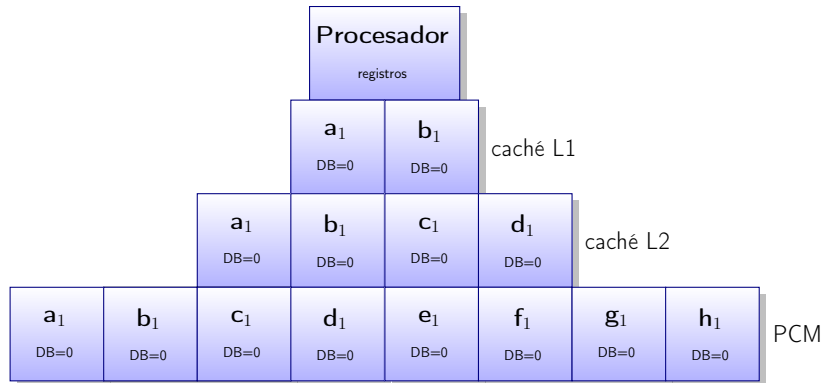 Procesador
registros
a1 b1 caché L1
DB=0 DB=0
a1 b1 c1 d1 caché L2
DB=0 DB=0 DB=0 DB=0
a1 b1 c1 d1 e1 f1 g1 h1 PCM
DB=0 DB=0 DB=0 DB=0 DB=0 DB=0 DB=0 DB=0